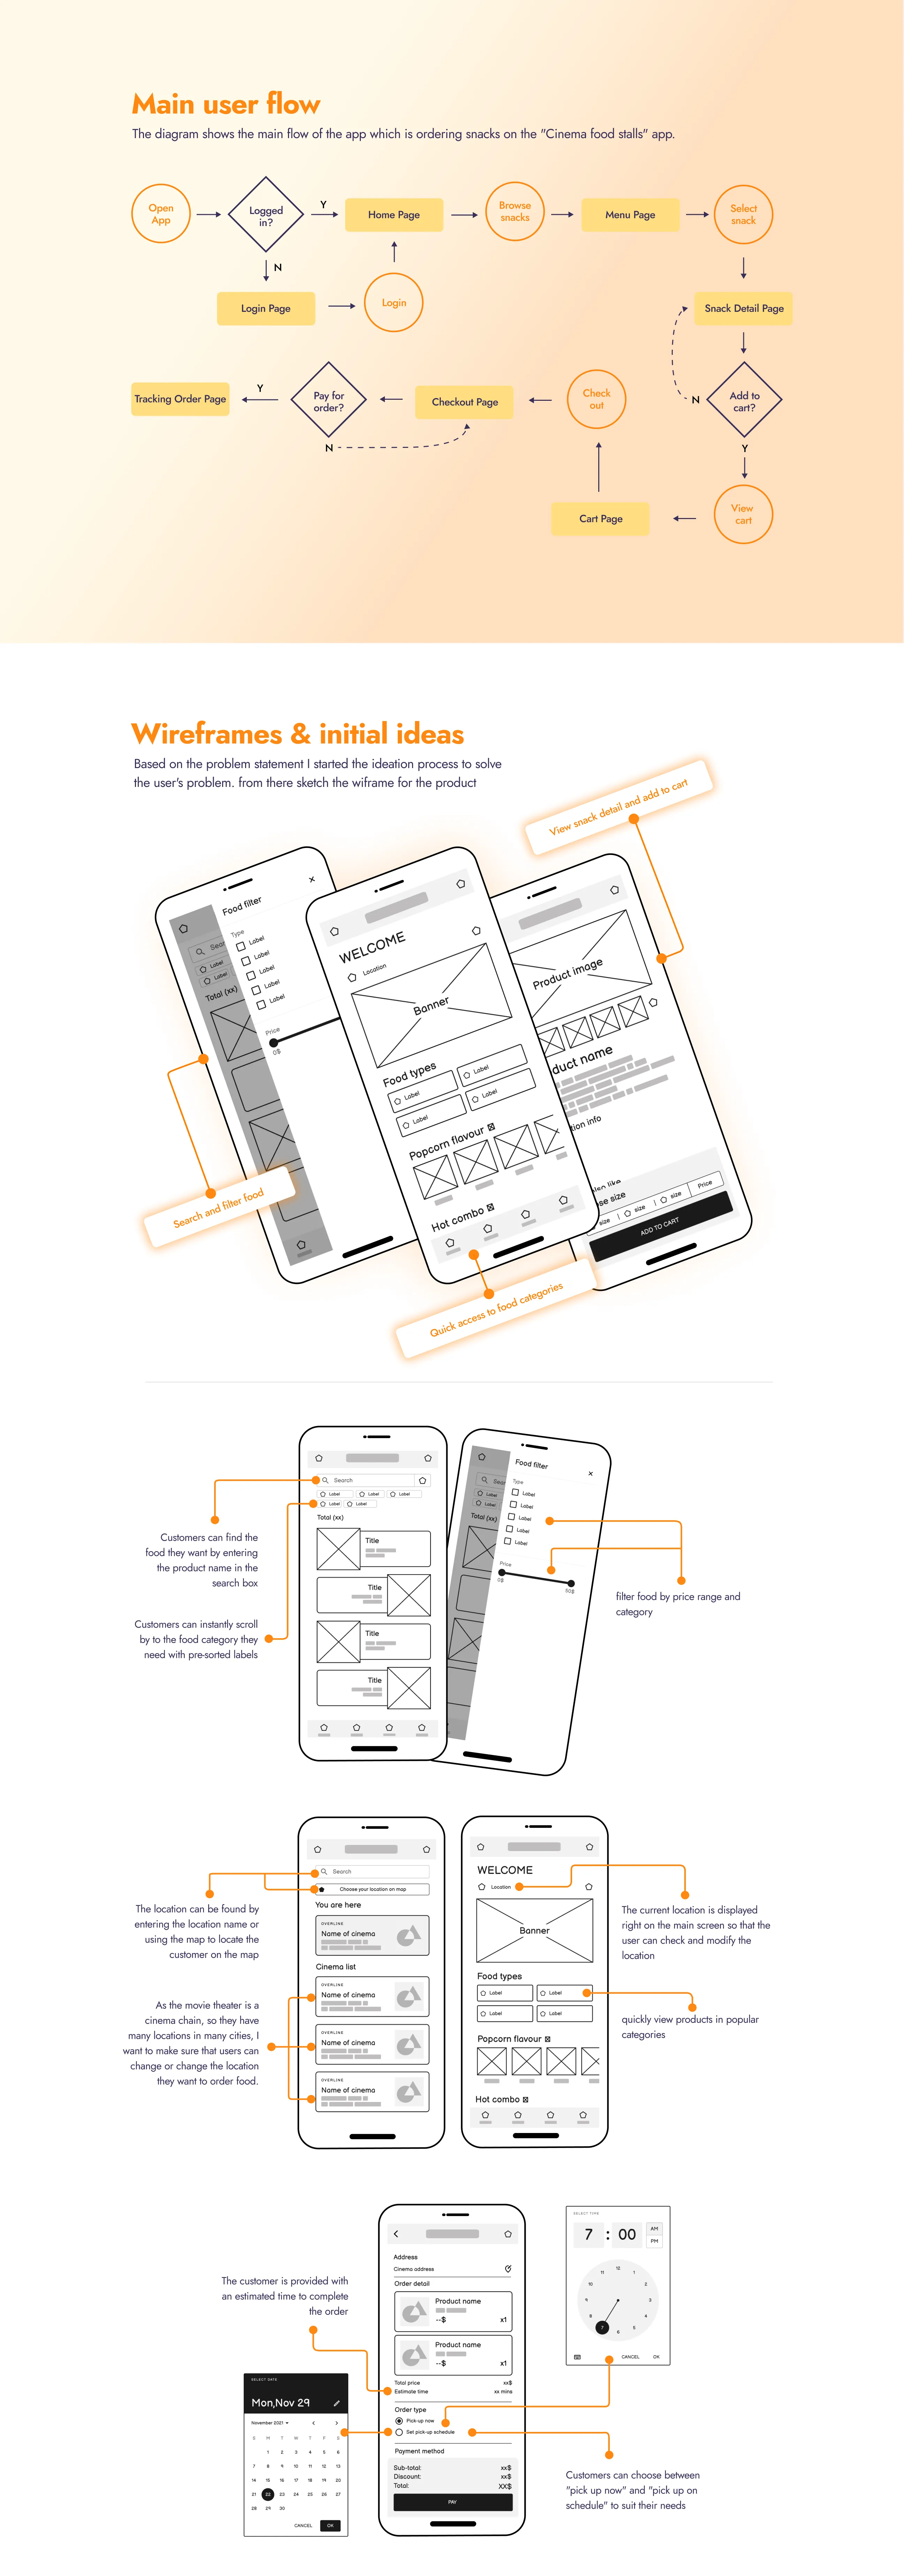 Main user flow
The diagram shows the main flow of the app which is ordering snacks on the "Cinema food stalls" app.
Open
App
Logged
in?
Y
Home Page
Browse
snacks
Menu Page
Select
snack
N
Login Page
Login
Snack Detail Page
Tracking Order Page
Y
Pay for
order?
Checkout Page
Check
out
N
Add to
cart?
N
Y
Cart Page
View
cart
Wireframes & initial ideas
Based on the problem statement I started the ideation process to solve
the user's problem. from there sketch the wiframe for the product
View snack detail and add to cart
Food filter
×
Sear
Type
Label
Label
Label
Label
Label
Label
Label
Total (xx)
Price
0$
WELCOME
Location
Banner
Food types
Label
Label
Label
Label
Popcorn flavour
Hot combo
Product image
duct name
tion info
also like
ose size
size
size
size
Price
ADD TO CART
Search and filter food
Quick access to food categories
Search
Label
Label
Label
Label
Label
Total (xx)
Title
Title
Title
Title
Food filter
×
Sear
Type
Label
Label
Label
Label
Label
Label
Label
Total (xx)
Price
0$
50$
Customers can find the
food they want by entering
the product name in the
search box
Customers can instantly scroll
by to the food category they
need with pre-sorted labels
filter food by price range and
category
Search
Choose your location on map
You are here
OVERLINE
Name of cinema
Cinema list
OVERLINE
Name of cinema
OVERLINE
Name of cinema
OVERLINE
Name of cinema
WELCOME
Location
Banner
Food types
Label
Label
Label
Label
Popcorn flavour
Hot combo
The location can be found by
entering the location name or
using the map to locate the
customer on the map
As the movie theater is a
cinema chain, so they have
many locations in many cities, I
want to make sure that users can
change or change the location
they want to order food.
The current location is displayed
right on the main screen so that the
user can check and modify the
location
quickly view products in popular
categories
The customer is provided with
an estimated time to complete
the order
Address
Cinema address
Order detail
Product name
--$
x1
Product name
--$
x1
Total price
xx$
Estimate time
xx mins
Order type
Pick-up now
Set pick-up schedule
Payment method
Sub-total:
xx$
Discount:
xx$
Total:
XX$
PAY
SELECT TIME
7 : 00
AM
PM
12
1
2
3
4
5
6
7
8
9
10
11
CANCEL
OK
SELECT DATE
Mon,Nov 29
November 2021
S M T W T F S
1 2 3 4 5 6
7 8 9 10 11 12 13
14 15 16 17 18 19 20
21 22 23 24 25 26 27
28 29 30
CANCEL
OK
Customers can choose between
"pick up now" and "pick up on
schedule" to suit their needs